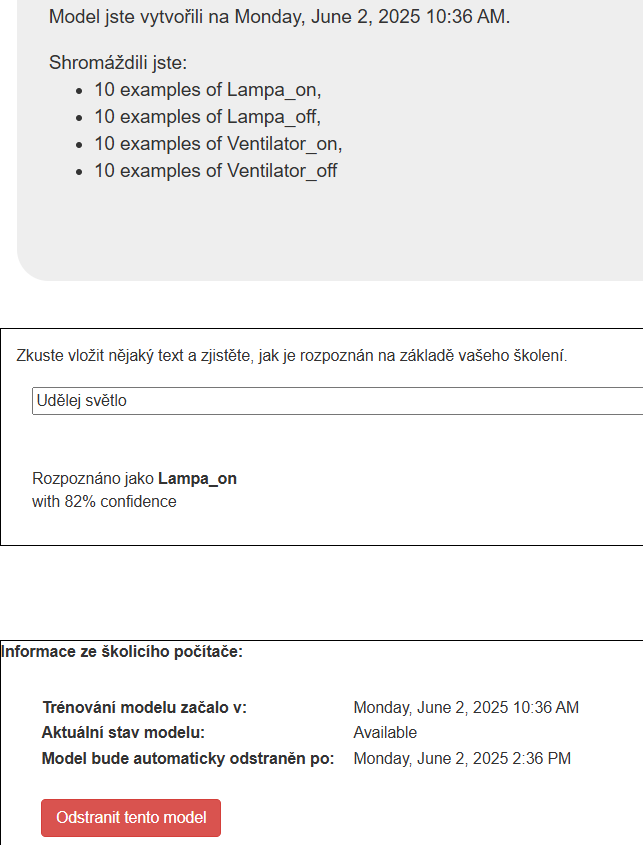 Model jste vytvořili na Monday, June 2, 2025 10:36 AM.
Shromáždili jste:
• 10 examples of Lampa_on,
• 10 examples of Lampa_off,
• 10 examples of Ventilator_on,
• 10 examples of Ventilator_off
Zkuste vložit nějaký text a zjistěte, jak je rozpoznán na základě vašeho školení.
Udělej světlo
Rozpoznáno jako Lampa_on
with 82% confidence
Informace ze školicího počítače:
Trénování modelu začalo v: Monday, June 2, 2025 10:36 AM
Aktuální stav modelu: Available
Model bude automaticky odstraněn po: Monday, June 2, 2025 2:36 PM
Odstranit tento model